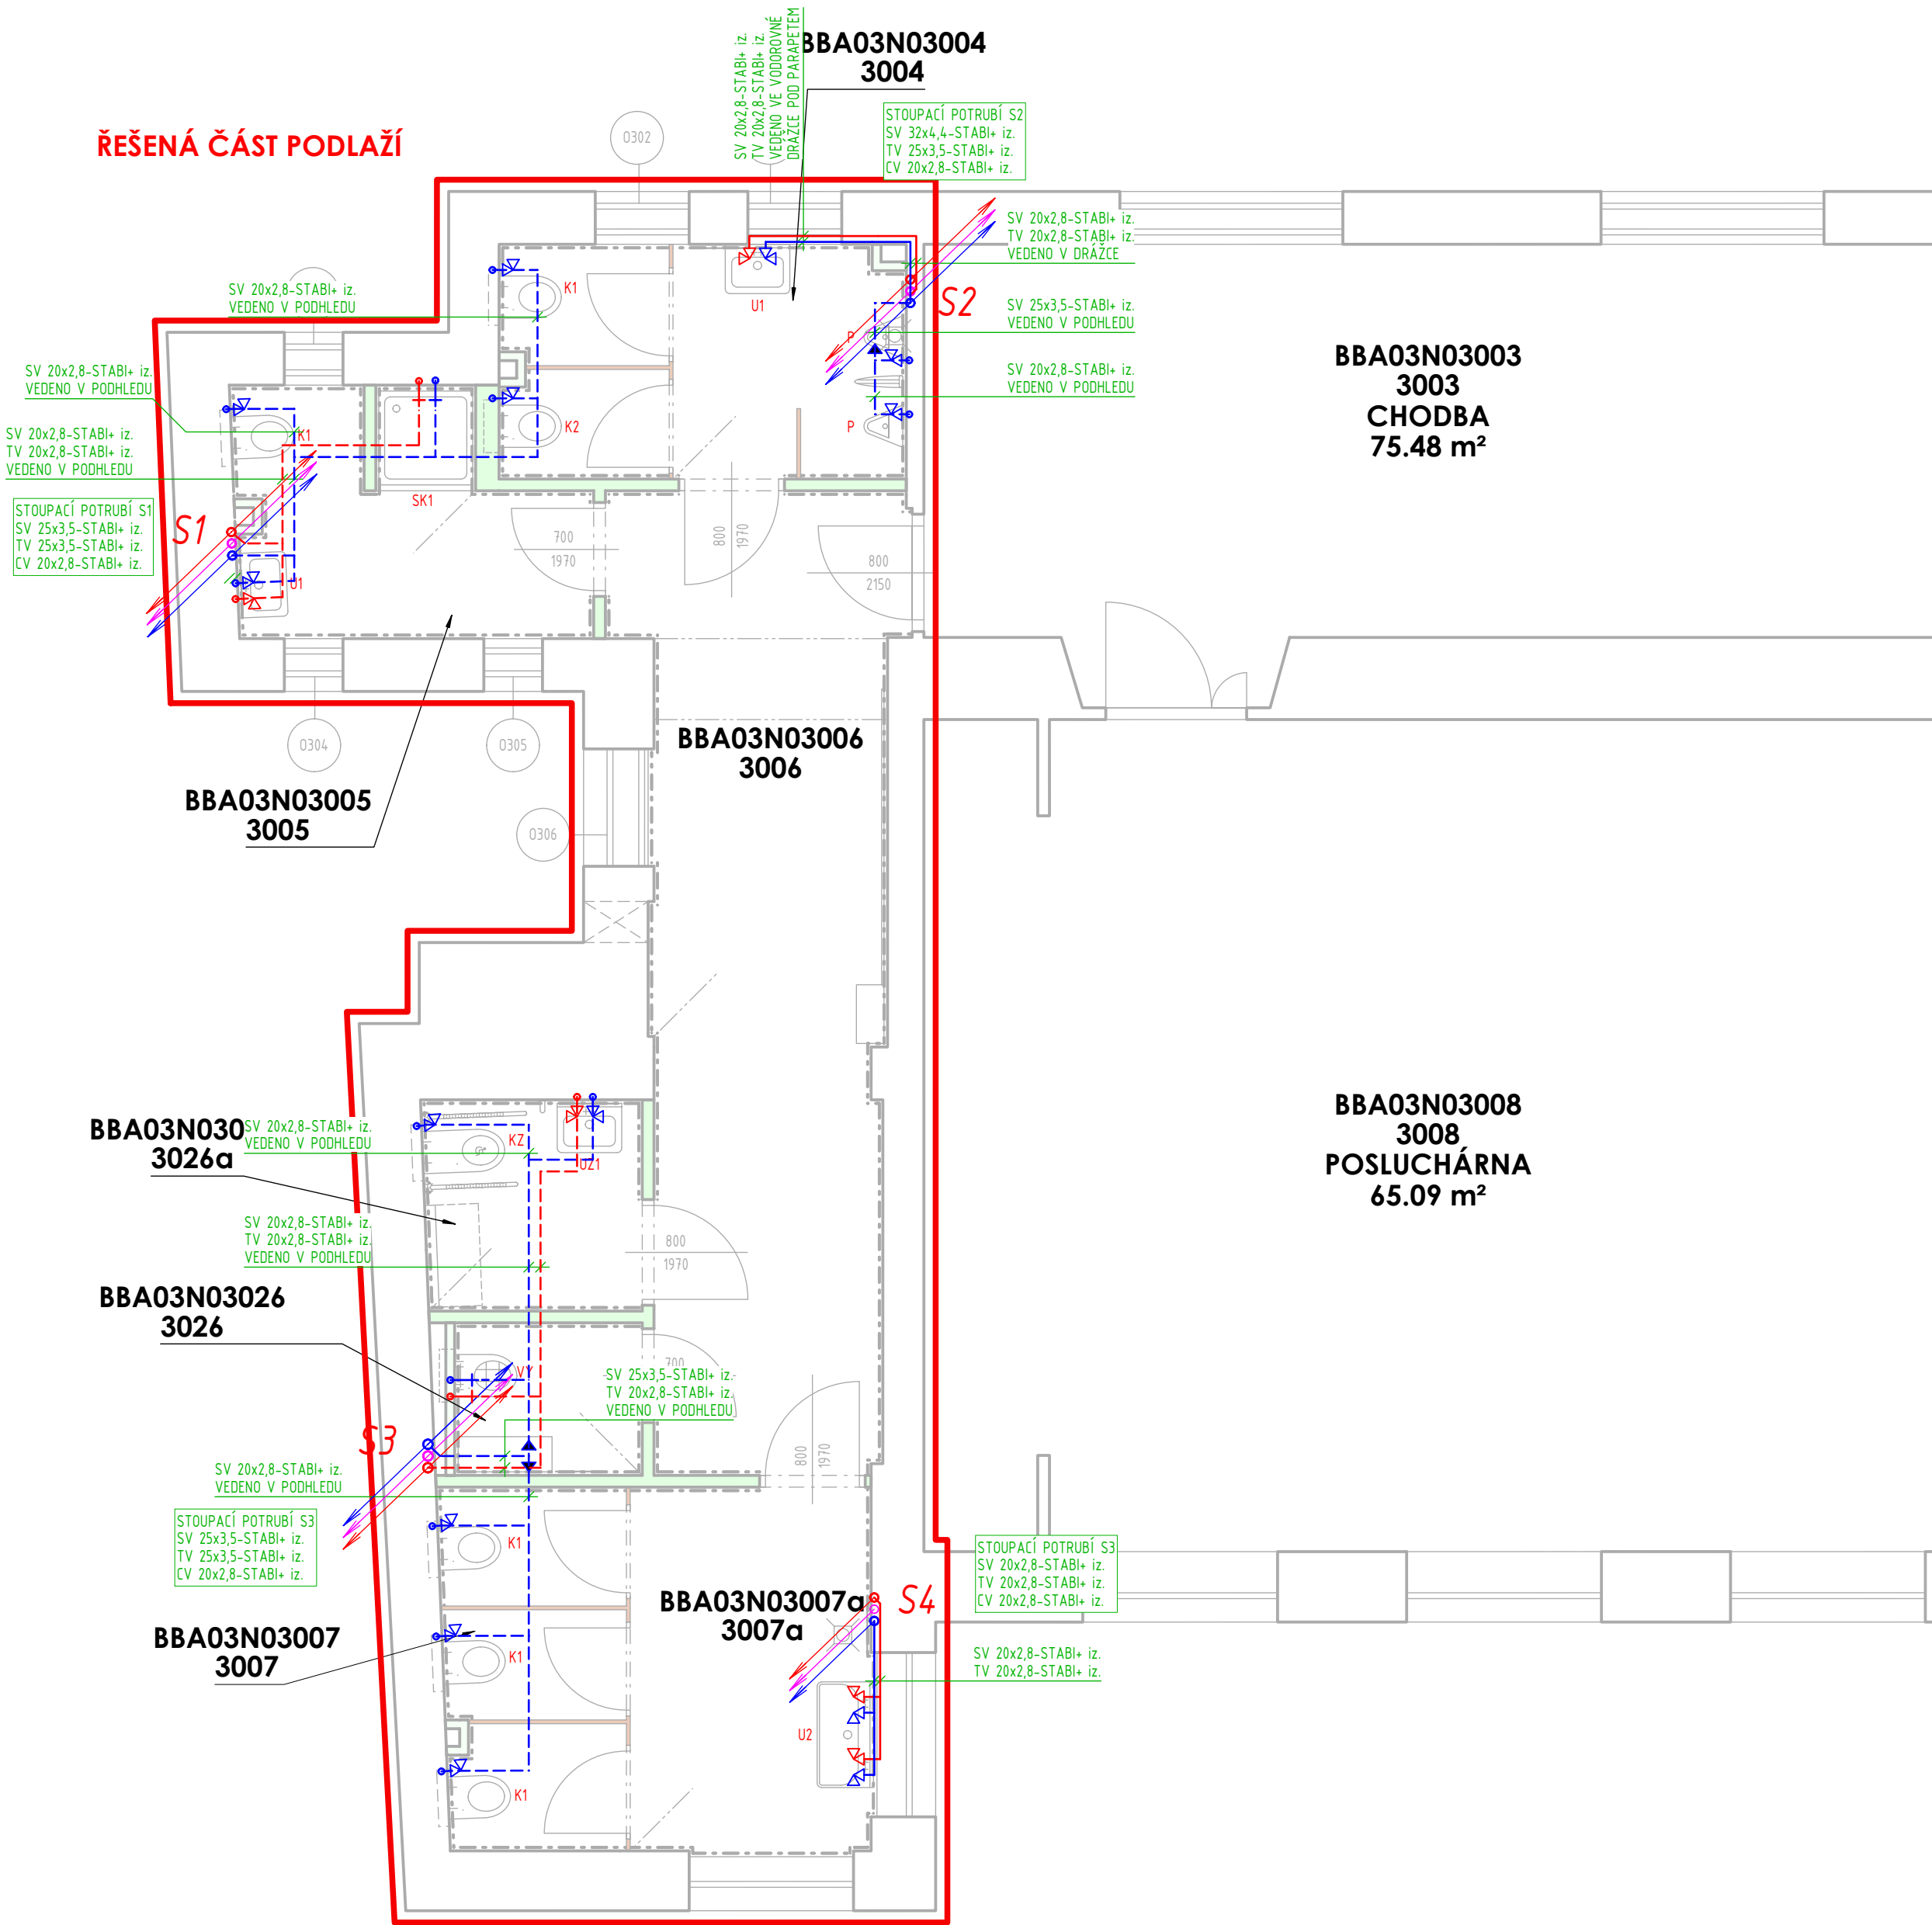 ŘEŠENÁ ČÁST PODLAŽÍ
SV 20x2,8-STABI+ iz.
TV 20x2,8-STABI+ iz.
VEDENO VE VODOROVNÉ
DRÁŽCE POD PARAPETEM
BBA03N03004
3004
STOUPACÍ POTRUBÍ S2
SV 32x4,4-STABI+ iz.
TV 25x3,5-STABI+ iz.
CV 20x2,8-STABI+ iz.
O302
SV 20x2,8-STABI+ iz.
TV 20x2,8-STABI+ iz.
VEDENO V DRÁŽCE
SV 20x2,8-STABI+ iz.
VEDENO V PODHLEDU
K1
U1
S2
SV 25x3,5-STABI+ iz.
VEDENO V PODHLEDU
P
SV 20x2,8-STABI+ iz.
VEDENO V PODHLEDU
SV 20x2,8-STABI+ iz.
VEDENO V PODHLEDU
BBA03N03003
3003
CHODBA
75.48 m²
K2
P
K1
SV 20x2,8-STABI+ iz.
TV 20x2,8-STABI+ iz.
VEDENO V PODHLEDU
SK1
STOUPACÍ POTRUBÍ S1
SV 25x3,5-STABI+ iz.
TV 25x3,5-STABI+ iz.
CV 20x2,8-STABI+ iz.
S1
U1
700
1970
800
1970
800
2150
O304
O305
BBA03N03006
3006
BBA03N03005
3005
O306
BBA03N030
3026a
SV 20x2,8-STABI+ iz.
VEDENO V PODHLEDU
KZ
UZ1
BBA03N03008
3008
POSLUCHÁRNA
65.09 m²
SV 20x2,8-STABI+ iz.
TV 20x2,8-STABI+ iz.
VEDENO V PODHLEDU
800
1970
BBA03N03026
3026
VY
700
SV 25x3,5-STABI+ iz.
TV 20x2,8-STABI+ iz.
VEDENO V PODHLEDU
S3
800
1970
SV 20x2,8-STABI+ iz.
VEDENO V PODHLEDU
STOUPACÍ POTRUBÍ S3
SV 25x3,5-STABI+ iz.
TV 25x3,5-STABI+ iz.
CV 20x2,8-STABI+ iz.
K1
STOUPACÍ POTRUBÍ S3
SV 20x2,8-STABI+ iz.
TV 20x2,8-STABI+ iz.
CV 20x2,8-STABI+ iz.
BBA03N03007a
3007a
S4
BBA03N03007
3007
K1
SV 20x2,8-STABI+ iz.
TV 20x2,8-STABI+ iz.
U2
K1